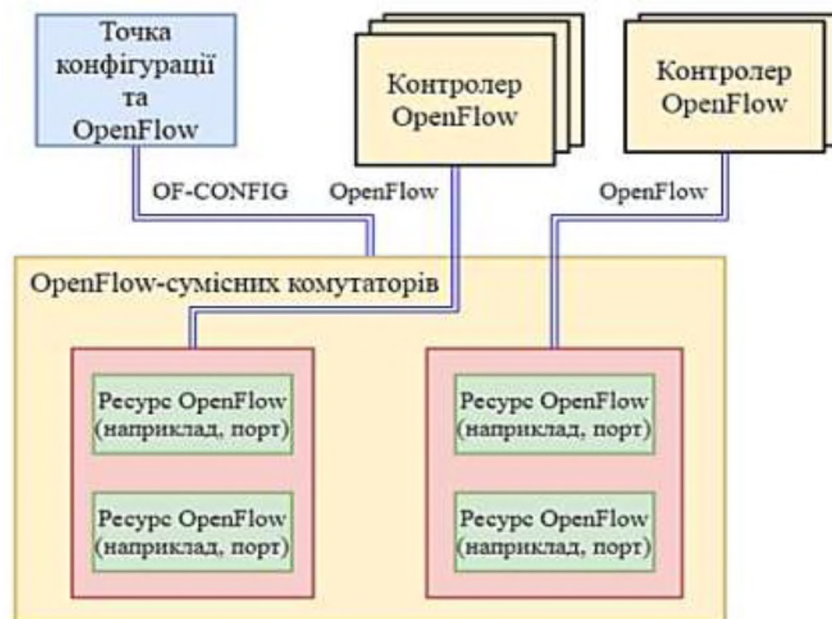 Точка
конфігурації
та
OpenFlow
Контролер
OpenFlow
Контролер
OpenFlow
OF-CONFIG
OpenFlow
OpenFlow
OpenFlow-сумісних комутаторів
Ресурс OpenFlow
(наприклад, порт)
Ресурс OpenFlow
(наприклад, порт)
Ресурс OpenFlow
(наприклад, порт)
Ресурс OpenFlow
(наприклад, порт)